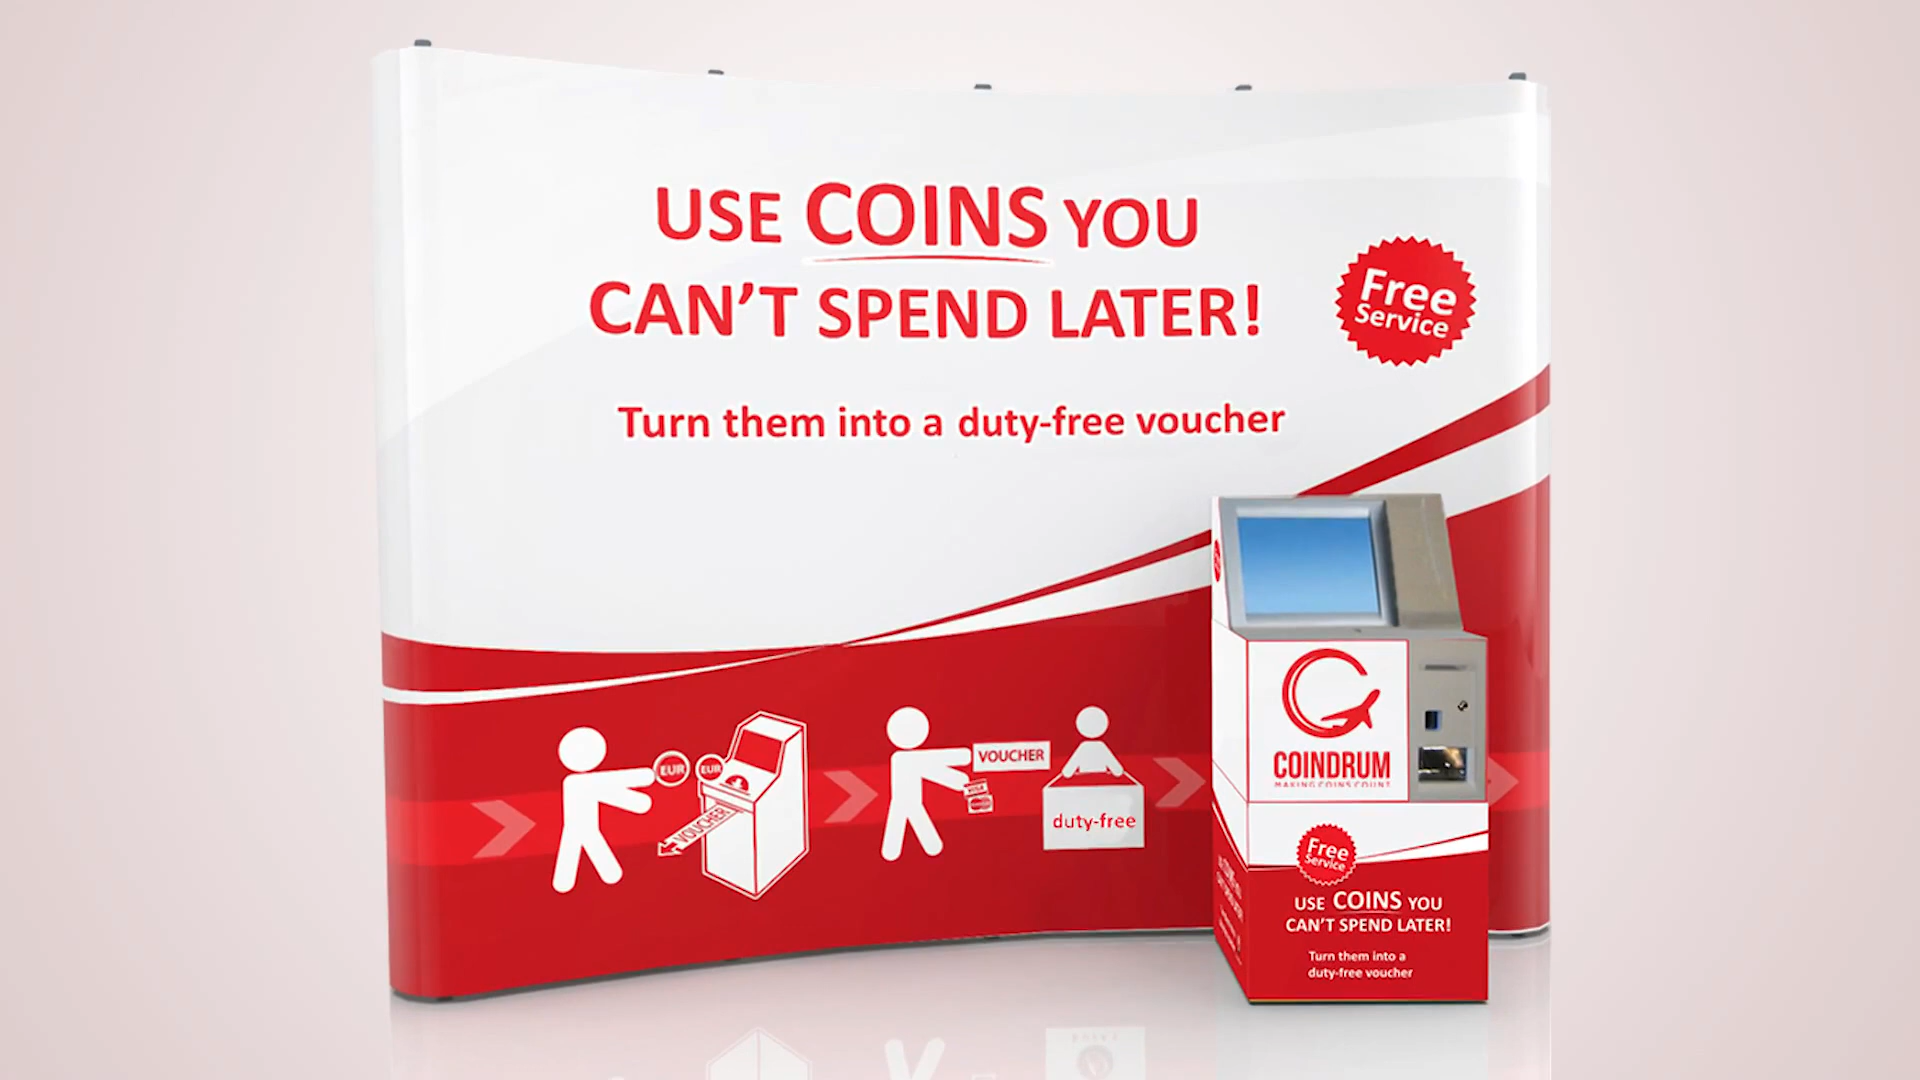 USE COINS YOU
CAN'T SPEND LATER!
Free
Service
Turn them into a duty-free voucher
EUR
EUR
VOUCHER
VOUCHER
VISA
duty-free
COINDRUM
MAKING COINS COUNT
Free
Service
USE COINS YOU
CAN'T SPEND LATER!
Turn them into a
duty-free voucher